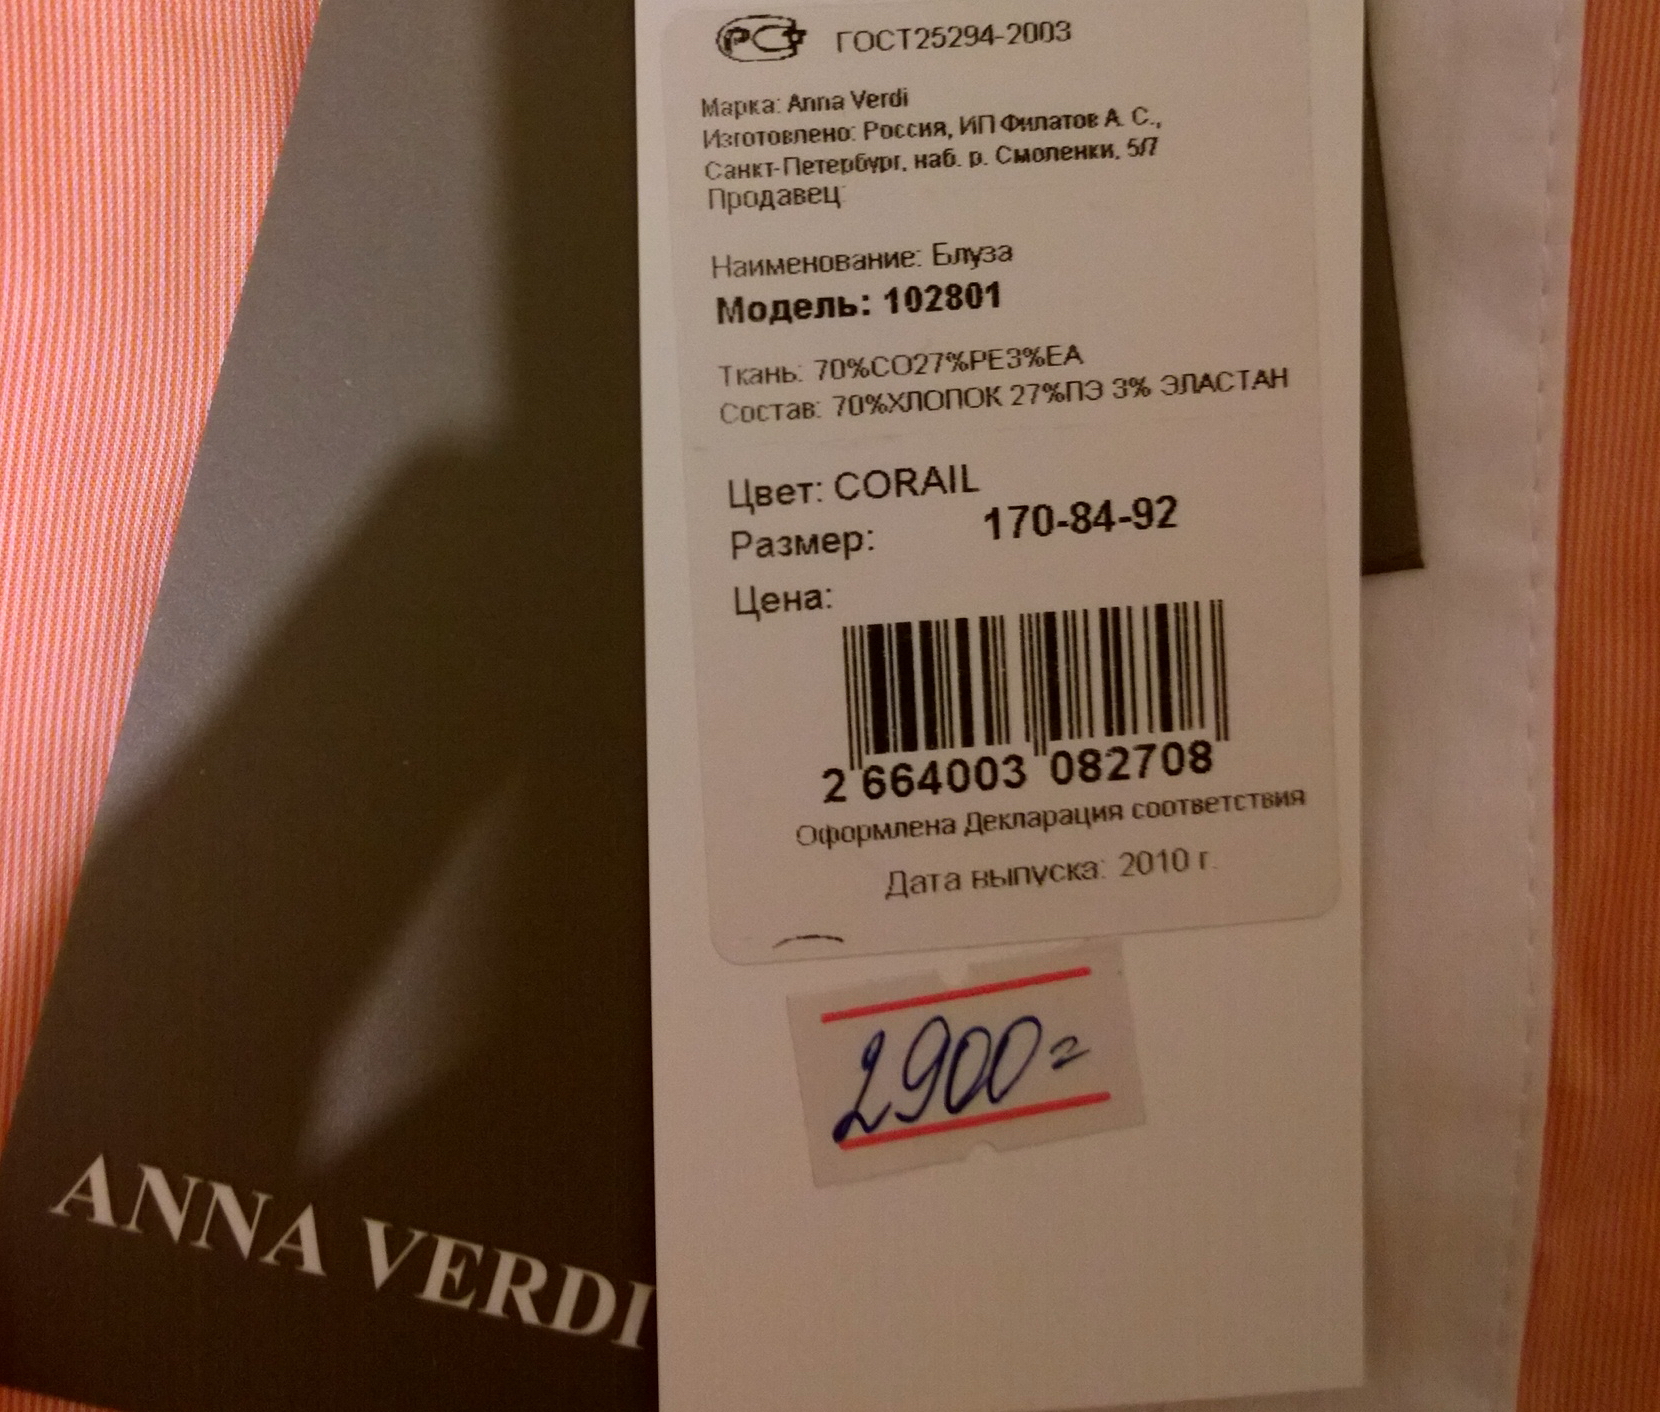 РСТ ГОСТ25294-2003
Марка: Anna Verdi
Изготовлено: Россия, ИП Филатов А. С.,
Санкт-Петербург, наб. р. Смоленки, 5/7
Продавец:
Наименование: Блуза
Модель: 102801
Ткань: 70%CO27%PE3%EA
Состав: 70%ХЛОПОК 27%ПЭ 3% ЭЛАСТАН
Цвет: CORAIL
Размер: 170-84-92
Цена:
2 664003 082708
Оформлена Декларация соответствия
Дата выпуска: 2010 г.
2900=
ANNA VERDI